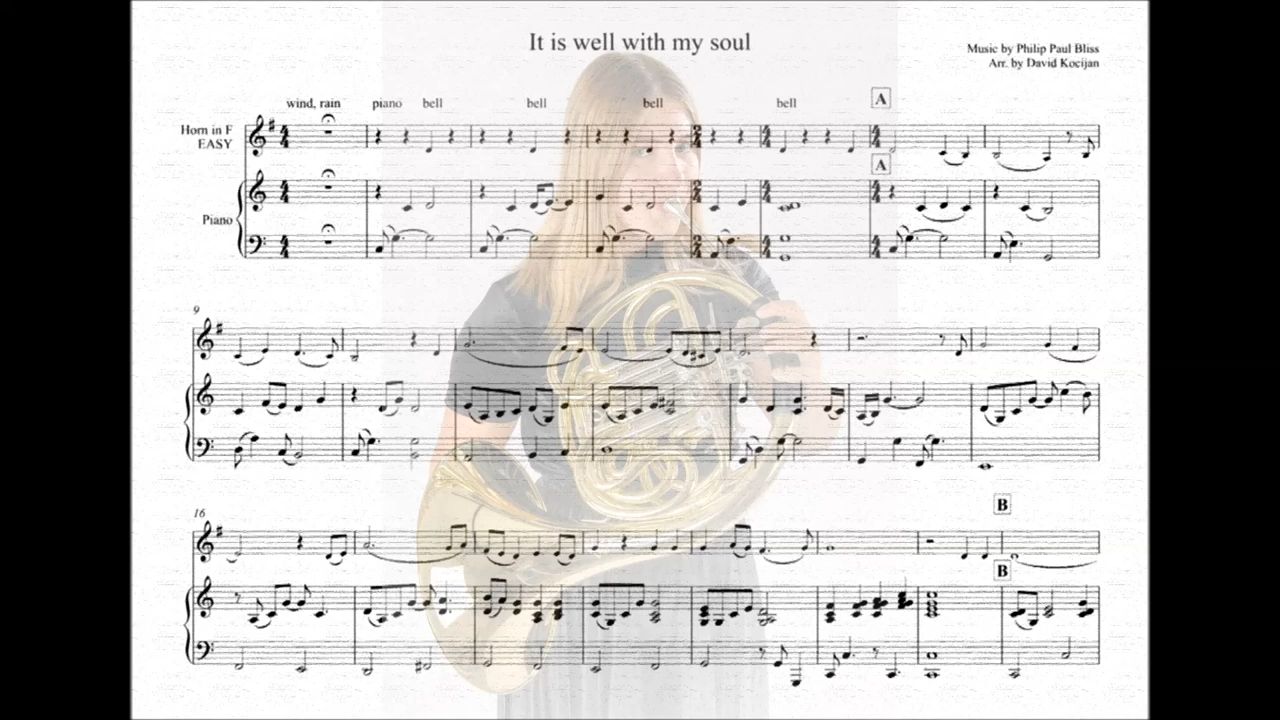 It is well with my soul
Music by Philip Paul Bliss
Arr. by David Kocijan
wind, rain piano bell bell bell bell A
Horn in F
EASY
A
Piano
9
16
B
B